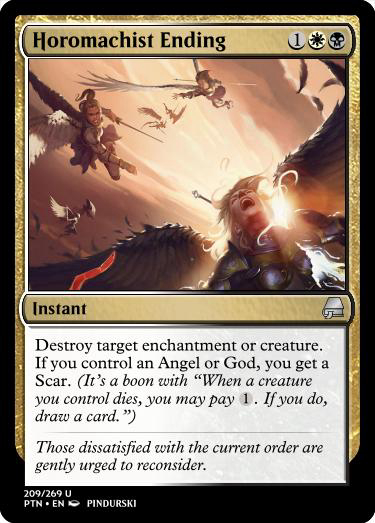 Horomachist Ending 1
Instant
Destroy target enchantment or creature.
If you control an Angel or God, you get a
Scar. (It's a boon with “When a creature
you control dies, you may pay 1. If you do,
draw a card.”)
Those dissatisfied with the current order are
gently urged to reconsider.
209/269 U
PTN • EN PINDURSKI